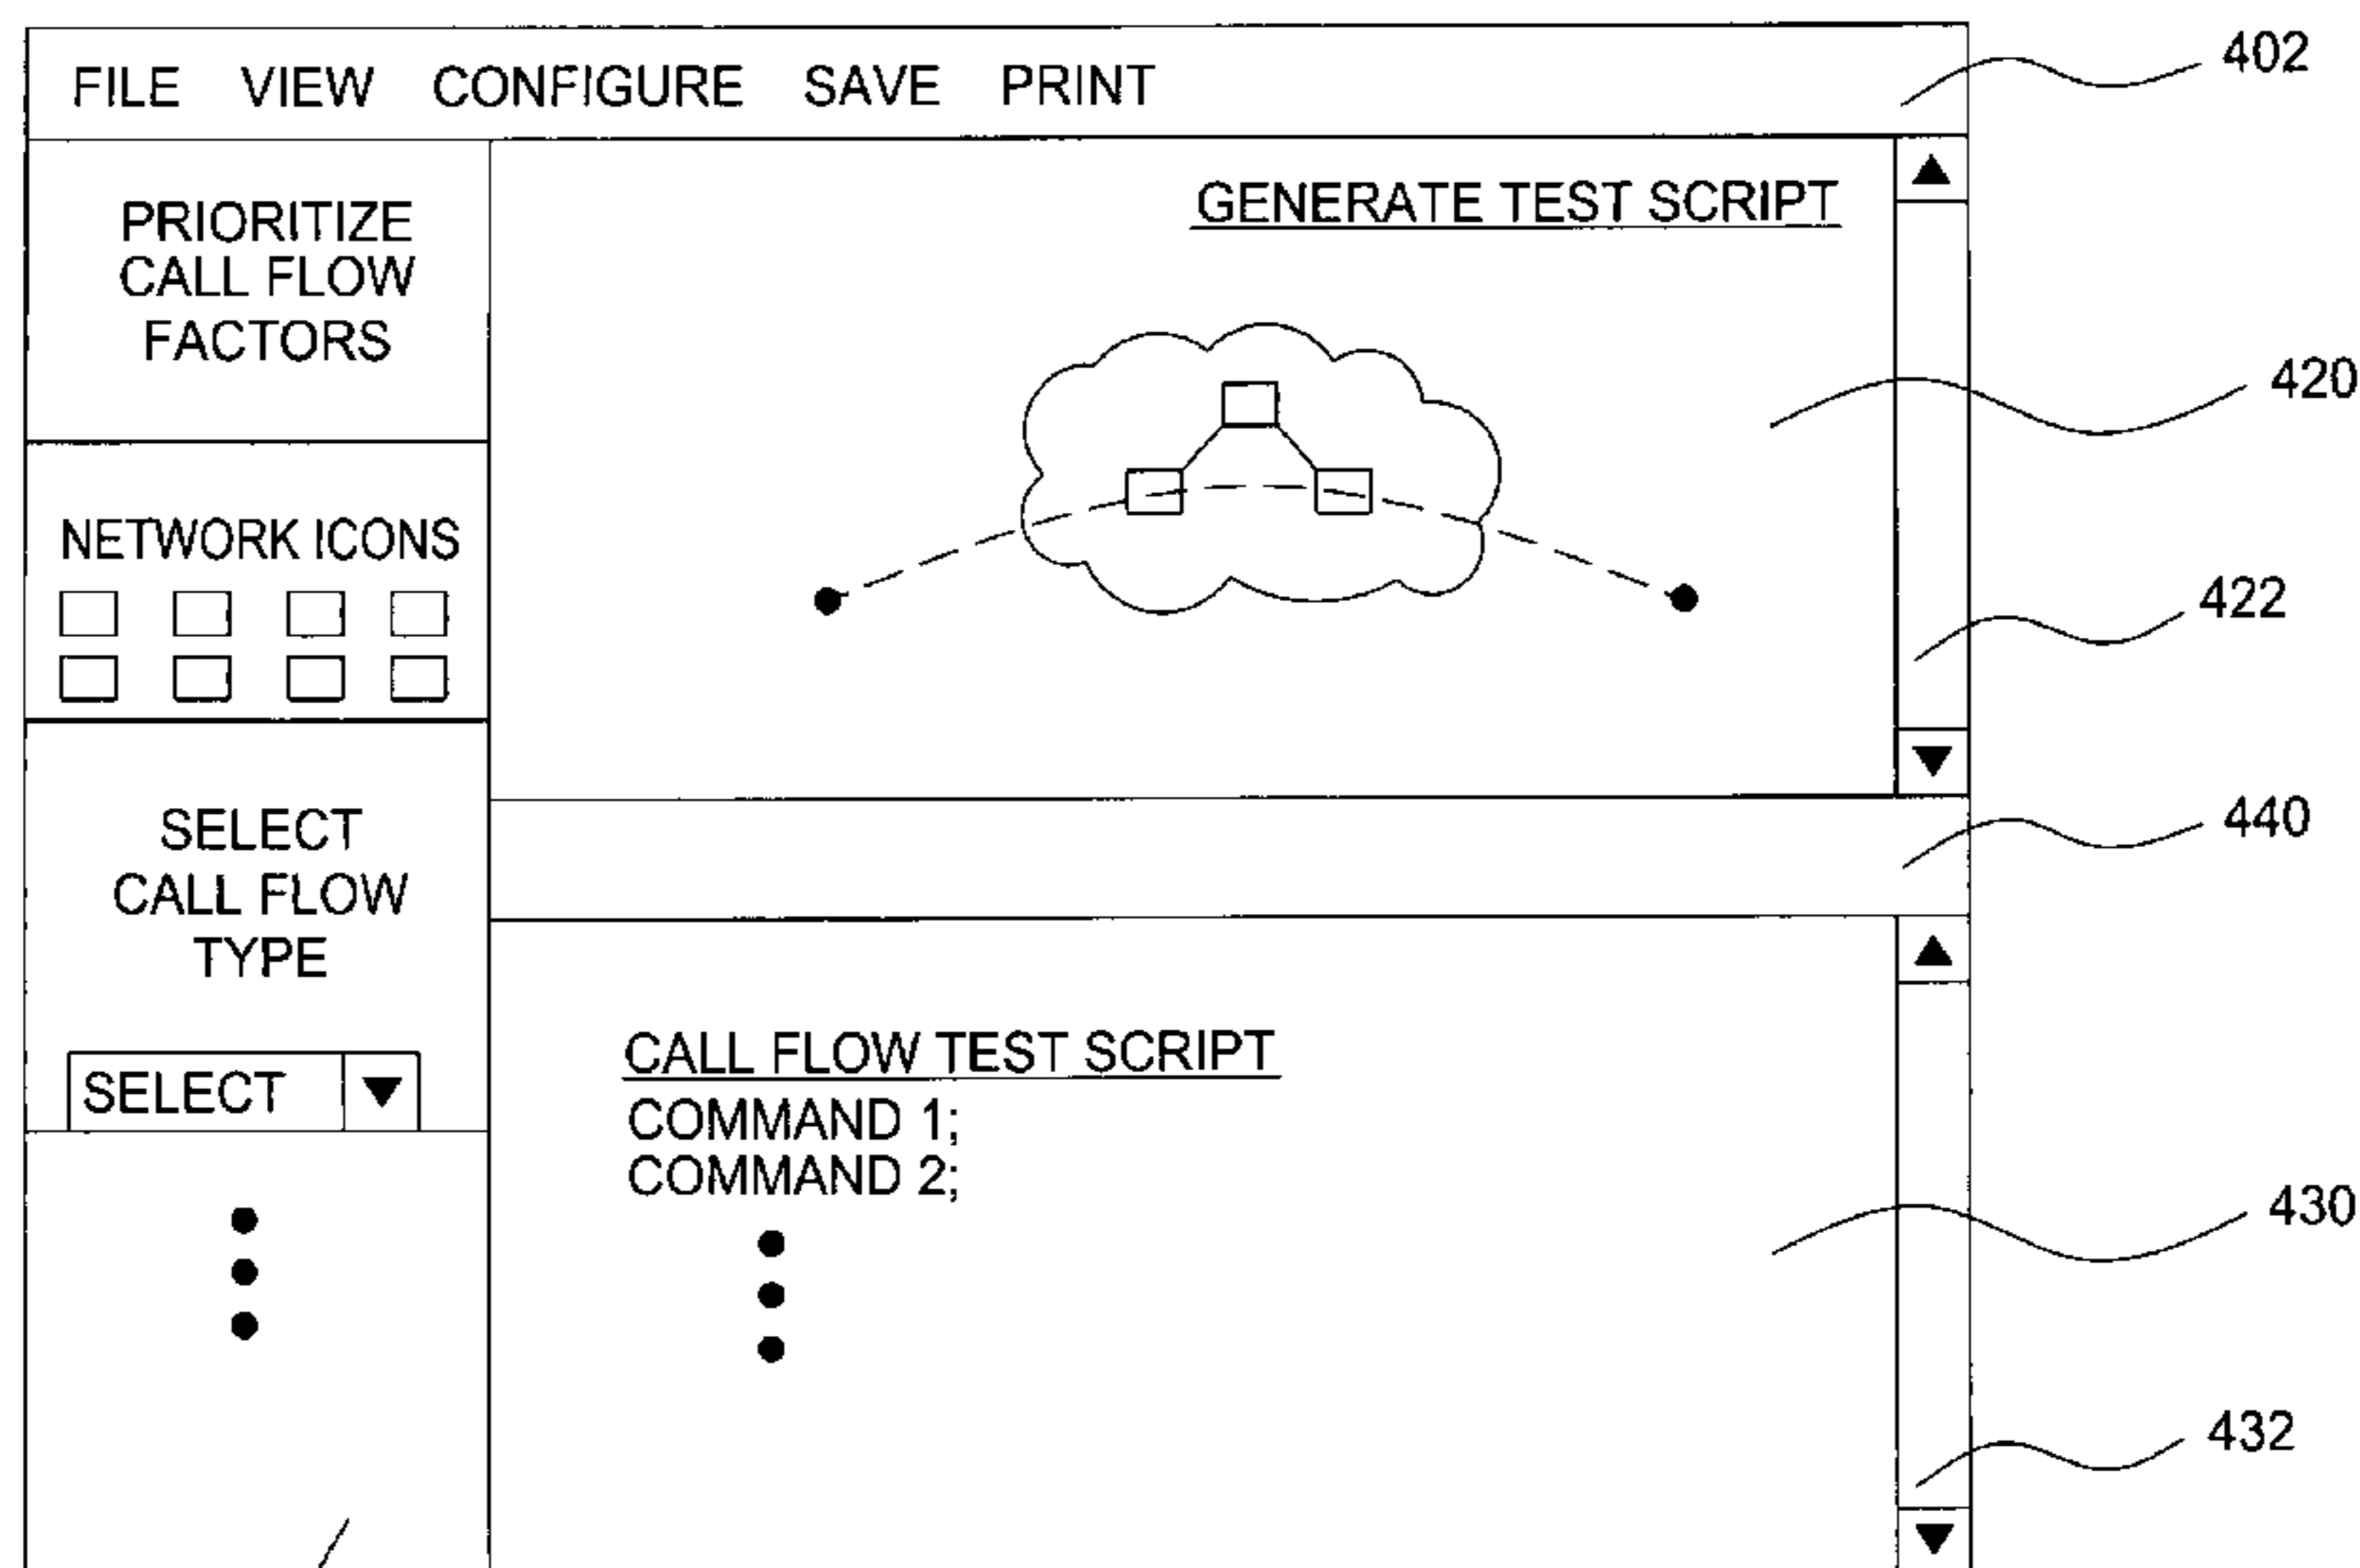 FILE VIEW CONFIGURE SAVE PRINT
402
PRIORITIZE
CALL FLOW
FACTORS
GENERATE TEST SCRIPT
420
NETWORK ICONS
422
SELECT
CALL FLOW
TYPE
SELECT
440
CALL FLOW TEST SCRIPT
COMMAND 1;
COMMAND 2;
430
432